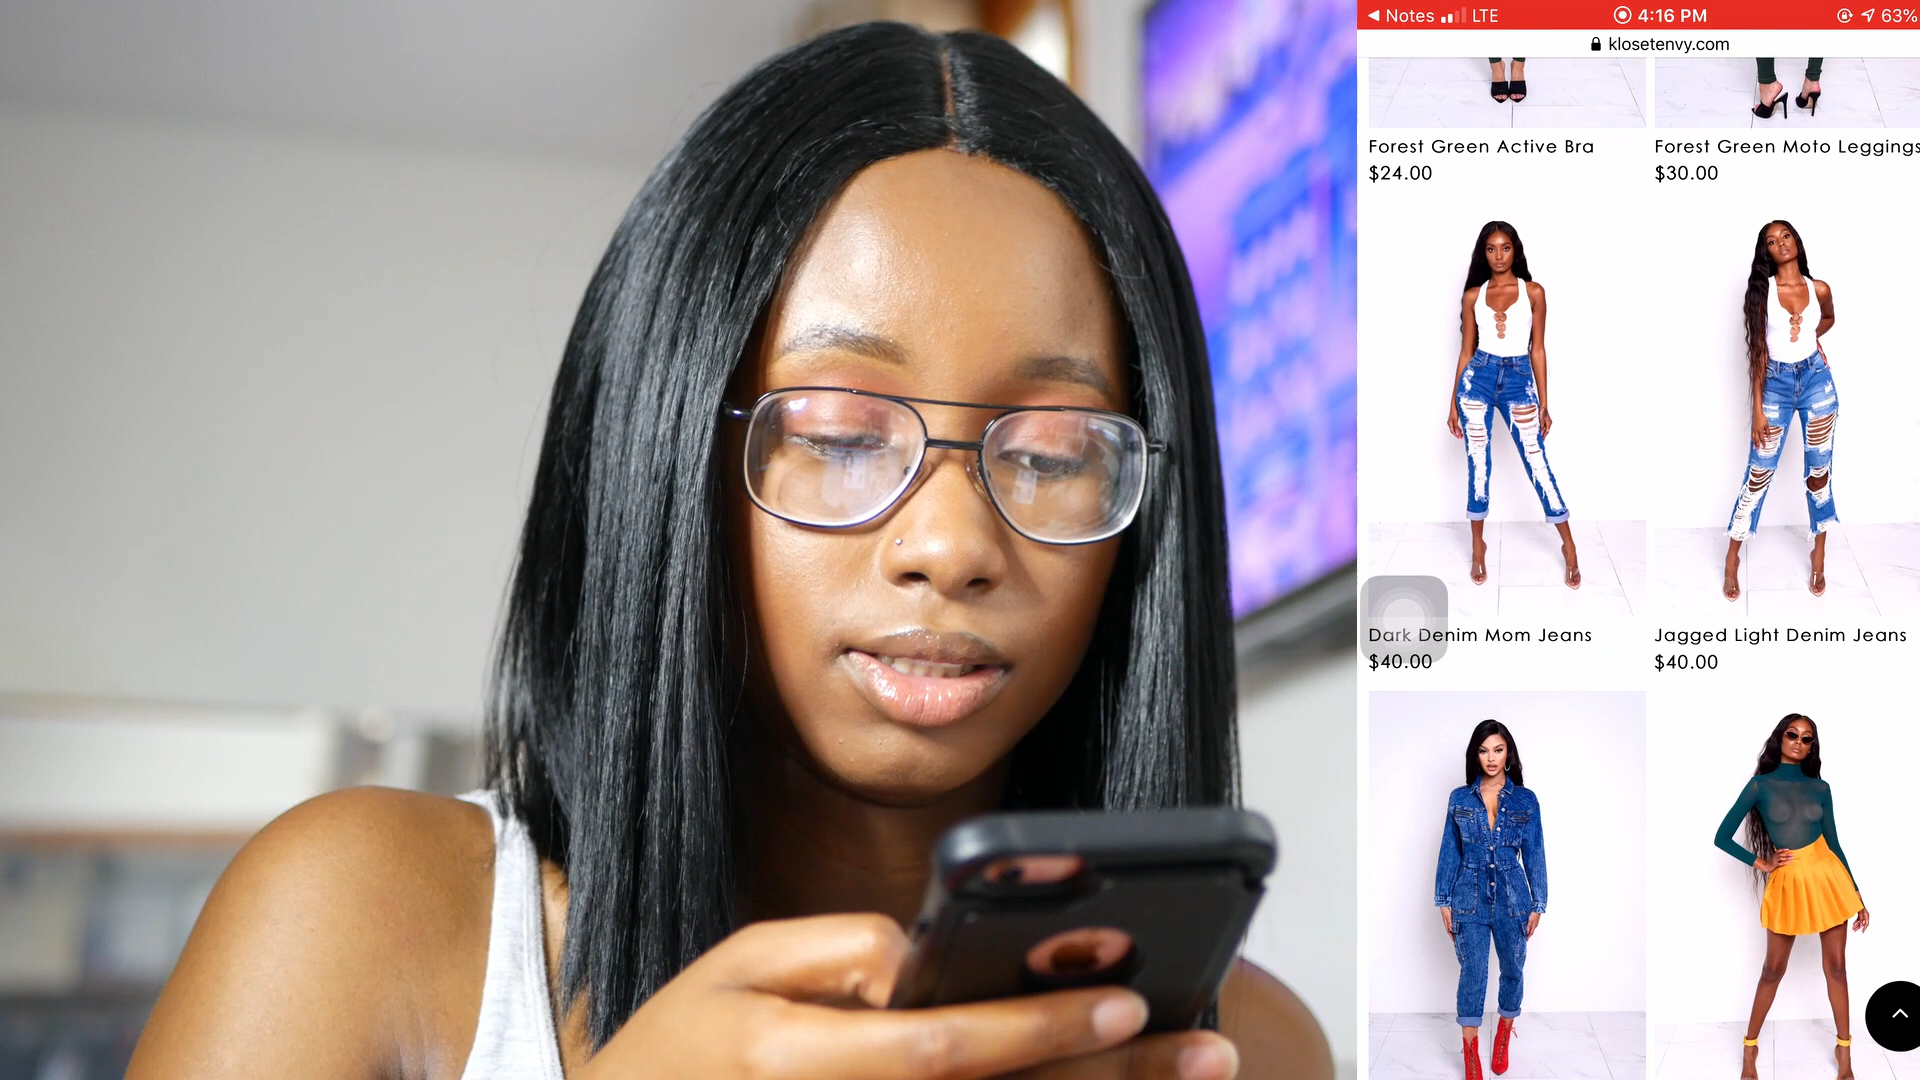 Notes LTE 4:16 PM 63%
klosetenvy.com
Forest Green Active Bra
$24.00
Forest Green Moto Leggings
$30.00
Dark Denim Mom Jeans
$40.00
Jagged Light Denim Jeans
$40.00